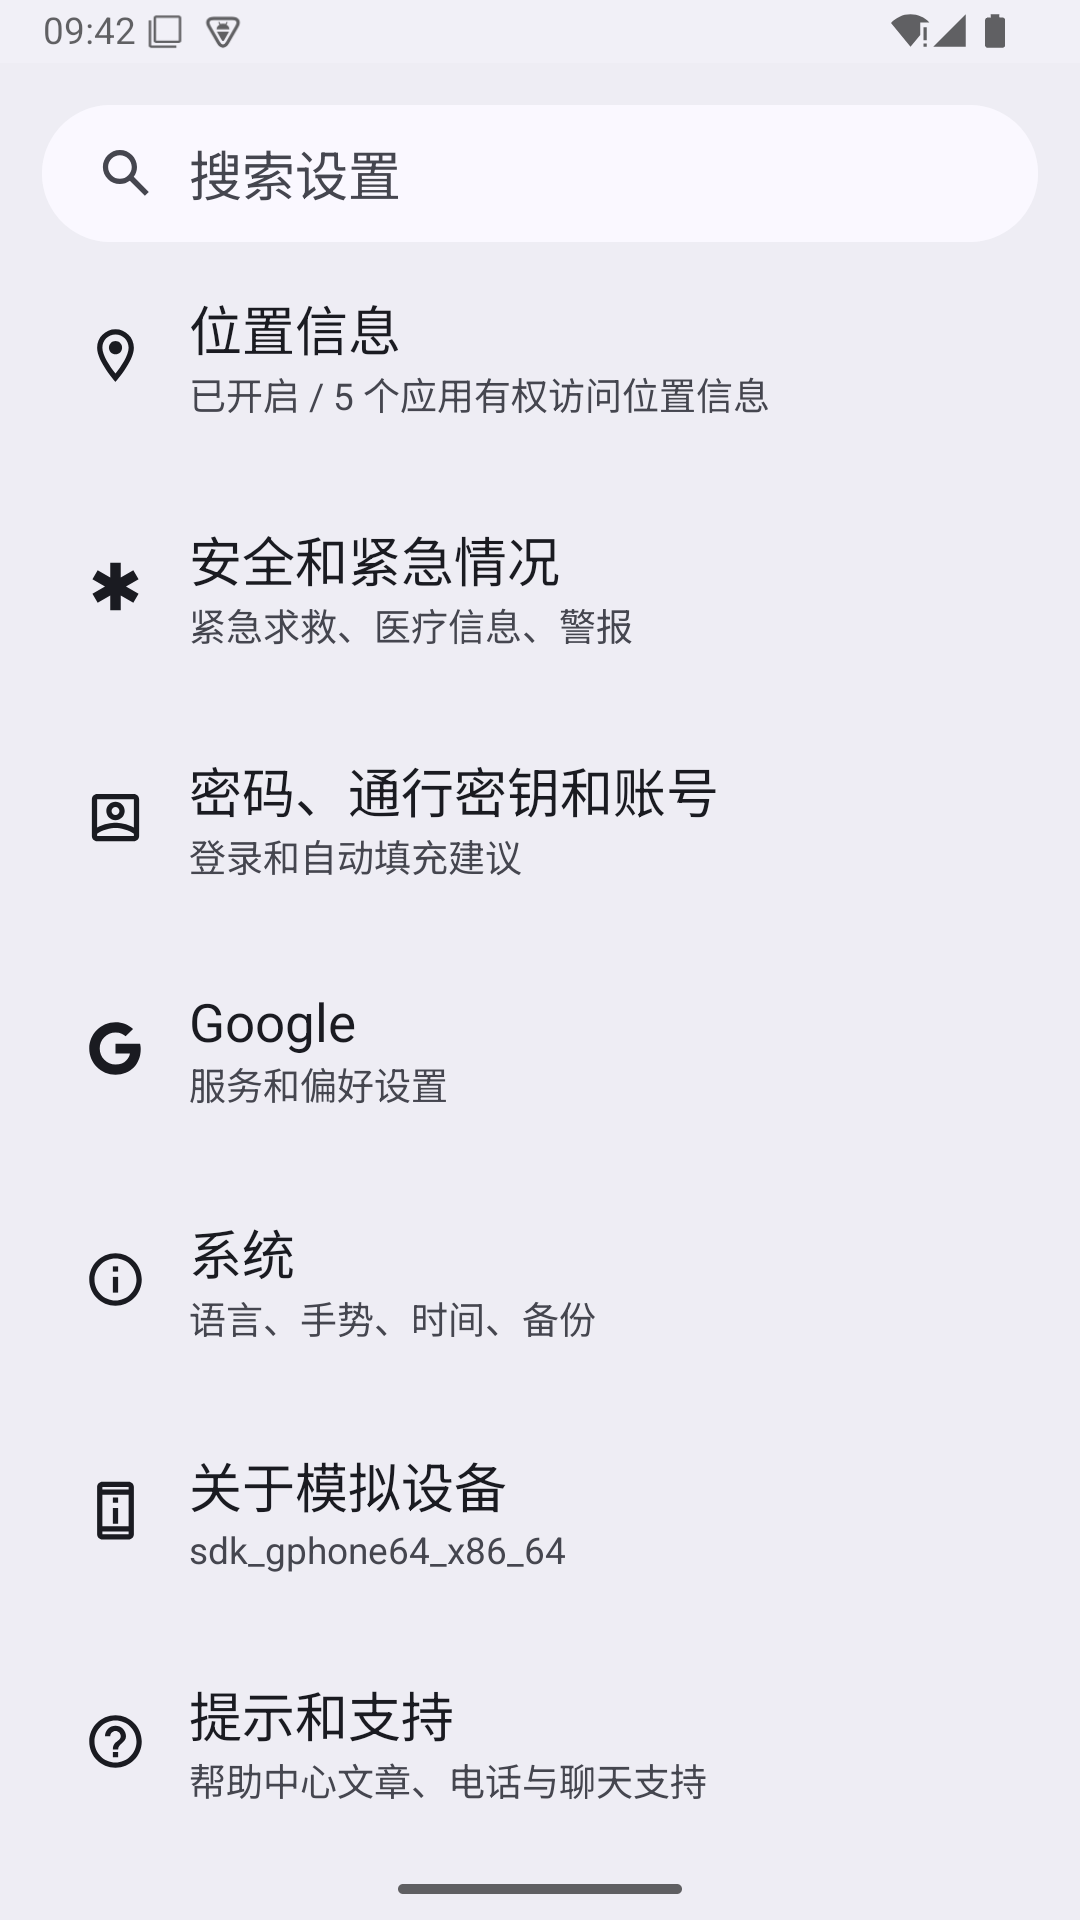 09:42
搜索设置
位置信息
已开启 / 5 个应用有权访问位置信息
安全和紧急情况
紧急求救、医疗信息、警报
密码、通行密钥和账号
登录和自动填充建议
Google
服务和偏好设置
系统
语言、手势、时间、备份
关于模拟设备
sdk_gphone64_x86_64
提示和支持
帮助中心文章、电话与聊天支持